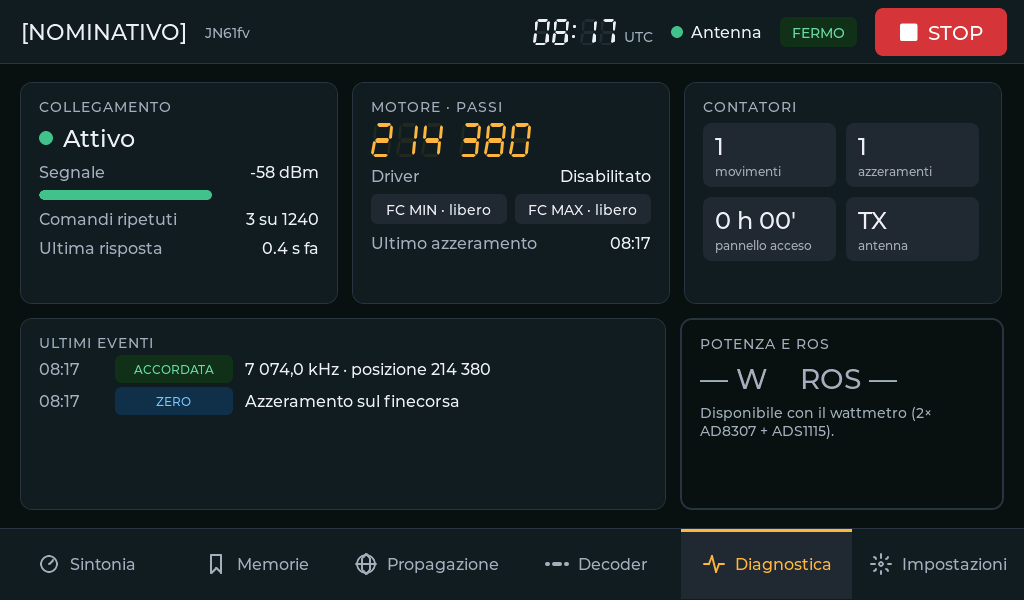 [NOMINATIVO] JN61fv 08:17 UTC Antenna FERMO STOP
COLLEGAMENTO
Attivo
Segnale -58 dBm
Comandi ripetuti 3 su 1240
Ultima risposta 0.4 s fa
MOTORE · PASSI
214 380
Driver Disabilitato
FC MIN · libero FC MAX · libero
Ultimo azzeramento 08:17
CONTATORI
1 1
movimenti azzeramenti
0 h 00' TX
pannello acceso antenna
ULTIMI EVENTI
08:17 ACCORDATA 7 074,0 kHz · posizione 214 380
08:17 ZERO Azzeramento sul finecorsa
POTENZA E ROS
— W ROS —
Disponibile con il wattmetro (2×
AD8307 + ADS1115).
Sintonia Memorie Propagazione Decoder Diagnostica Impostazioni